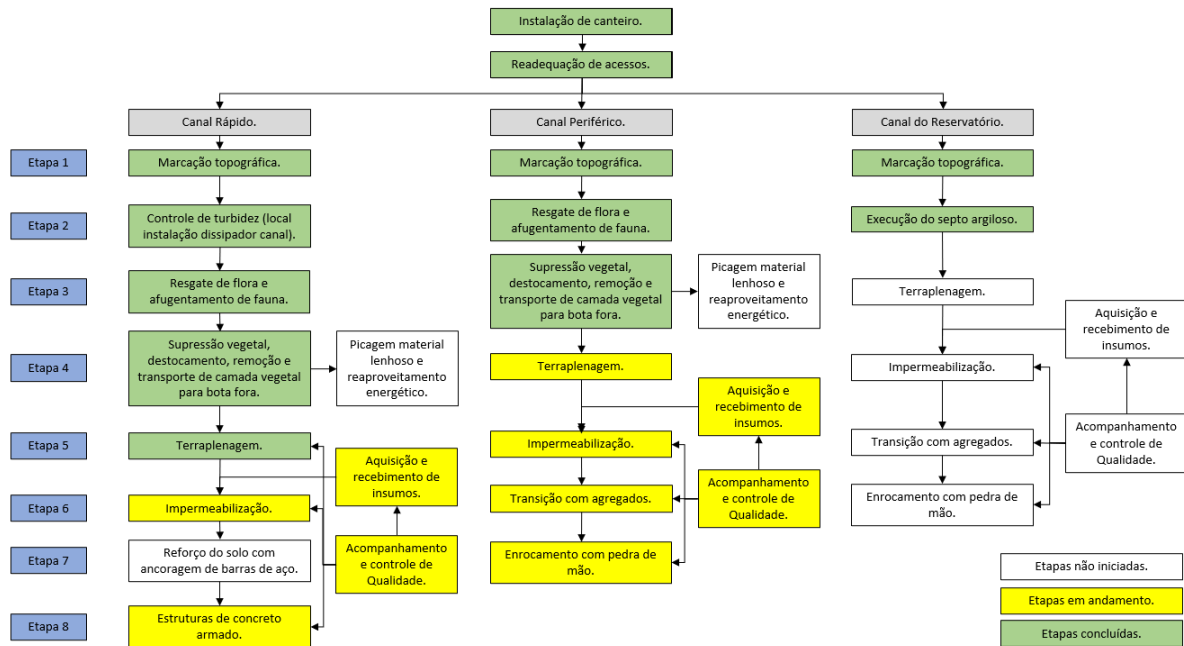 Instalação de canteiro.
Readequação de acessos.
Canal Rápido.
Canal Periférico.
Canal do Reservatório.
Etapa 1
Marcação topográfica.
Marcação topográfica.
Marcação topográfica.
Etapa 2
Controle de turbidez (local
instalação dissipador canal).
Resgate de flora e
afugentamento de fauna.
Execução do septo argiloso.
Etapa 3
Resgate de flora e
afugentamento de fauna.
Supressão vegetal,
destocamento, remoção e
transporte de camada vegetal
para bota fora.
Picagem material
lenhoso e
reaproveitamento
energético.
Terraplenagem.
Aquisição e
recebimento de
insumos.
Etapa 4
Supressão vegetal,
destocamento, remoção e
transporte de camada vegetal
para bota fora.
Picagem material
lenhoso e
reaproveitamento
energético.
Terraplenagem.
Aquisição e
recebimento de
insumos.
Impermeabilização.
Etapa 5
Terraplenagem.
Aquisição e
recebimento de
insumos.
Impermeabilização.
Transição com agregados.
Acompanhamento
e controle de
Qualidade.
Etapa 6
Impermeabilização.
Transição com agregados.
Acompanhamento
e controle de
Qualidade.
Enrocamento com pedra de
mão.
Etapa 7
Reforço do solo com
ancoragem de barras de aço.
Acompanhamento
e controle de
Qualidade.
Enrocamento com pedra de
mão.
Etapa 8
Estruturas de concreto
armado.
Etapas não iniciadas.
Etapas em andamento.
Etapas concluídas.